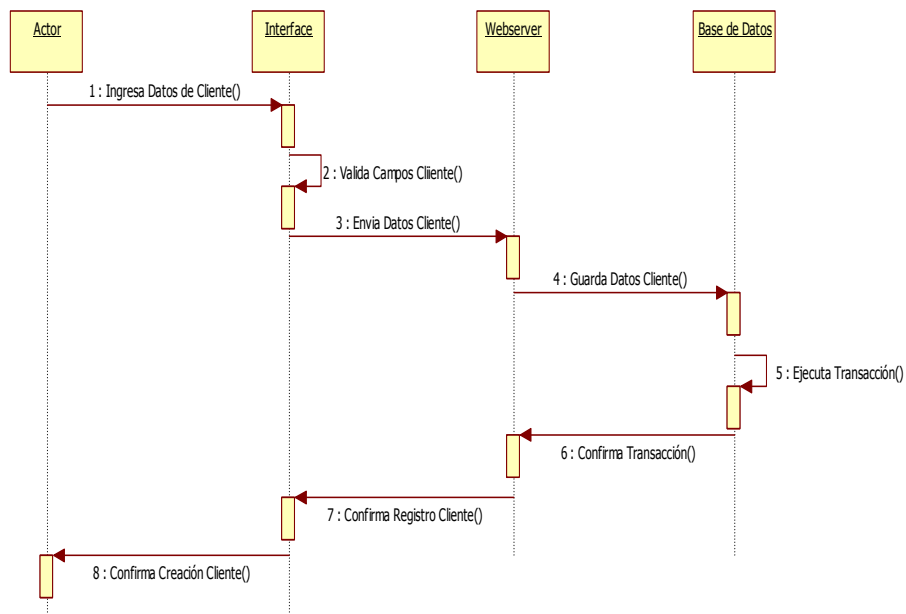 Actor
Interface
Webserver
Base de Datos
1 : Ingresa Datos de Cliente()
2 : Valida Campos Cliiente()
3 : Envia Datos Cliente()
4 : Guarda Datos Cliente()
5 : Ejecuta Transacción()
6 : Confirma Transacción()
7 : Confirma Registro Cliente()
8 : Confirma Creación Cliente()